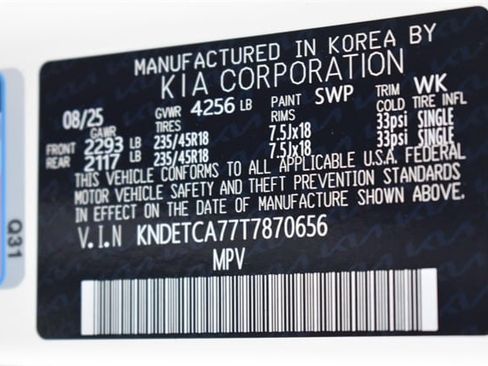 MANUFACTURED IN KOREA BY
KIA CORPORATION
08/25 GVWR 4256 LB PAINT SWP TRIM WK
GAWR TIRES RIMS COLD TIRE INFL
FRONT 2293 LB 235/45R18 7.5Jx18 33psi SINGLE
REAR 2117 LB 235/45R18 7.5Jx18 33psi SINGLE
THIS VEHICLE CONFORMS TO ALL APPLICABLE U.S.A. FEDERAL
MOTOR VEHICLE SAFETY AND THEFT PREVENTION STANDARDS
IN EFFECT ON THE DATE OF MANUFACTURE SHOWN ABOVE.
V.I.N KNDETCA77T7870656
MPV
Q31